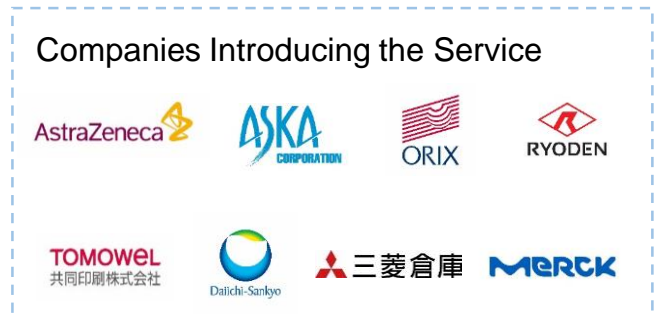 Companies Introducing the Service
AstraZeneca
ASKA
CORPORATION
ORIX
RYODEN
TOMOWEL
共同印刷株式会社
Daiichi-Sankyo
三菱倉庫
MERCK